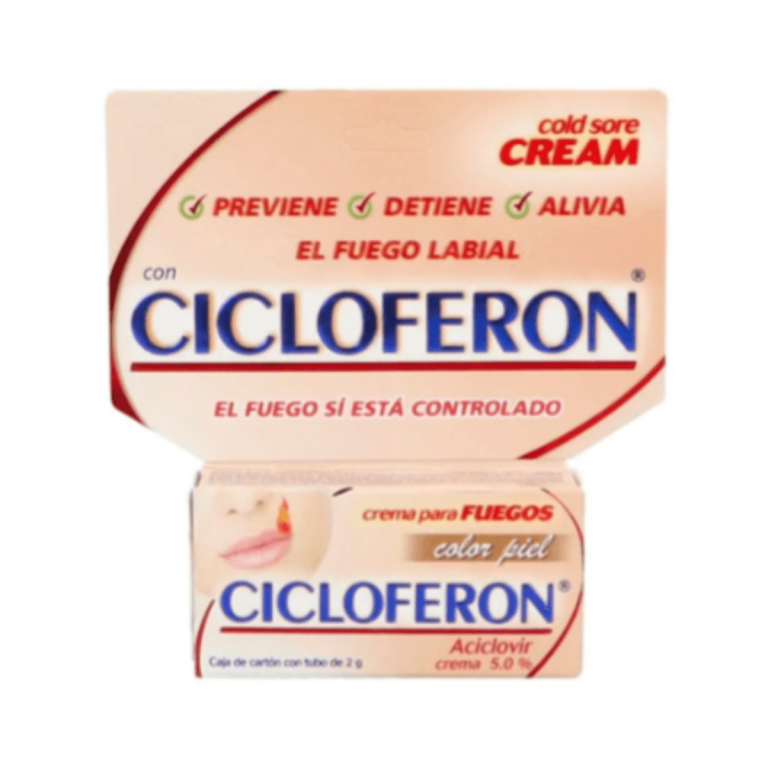 cold sore
CREAM
PREVIENE DETIENE ALIVIA
EL FUEGO LABIAL
con
CICLOFERON®
EL FUEGO SÍ ESTÁ CONTROLADO
crema para FUEGOS
color piel
CICLOFERON®
Aciclovir
Caja de cartón con tubo de 2 g crema 5.0 %